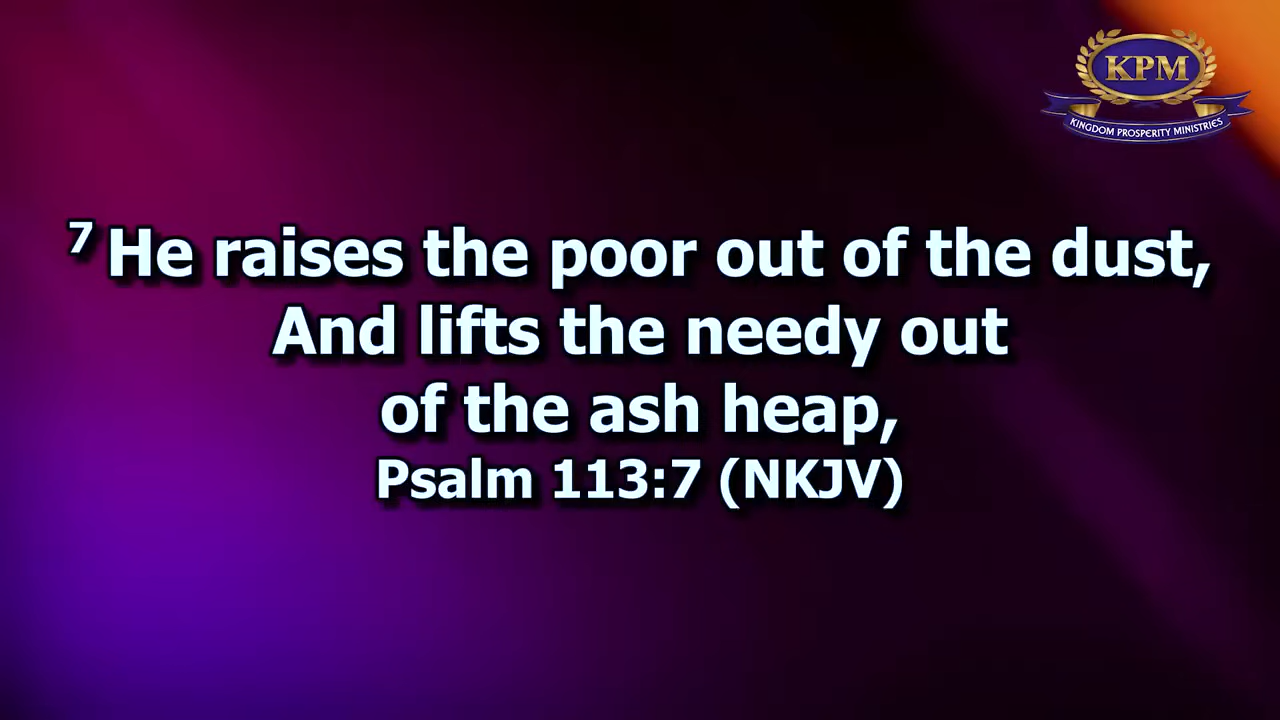 KPM
KINGDOM PROSPERITY MINISTRIES
7 He raises the poor out of the dust,
And lifts the needy out
of the ash heap,
Psalm 113:7 (NKJV)